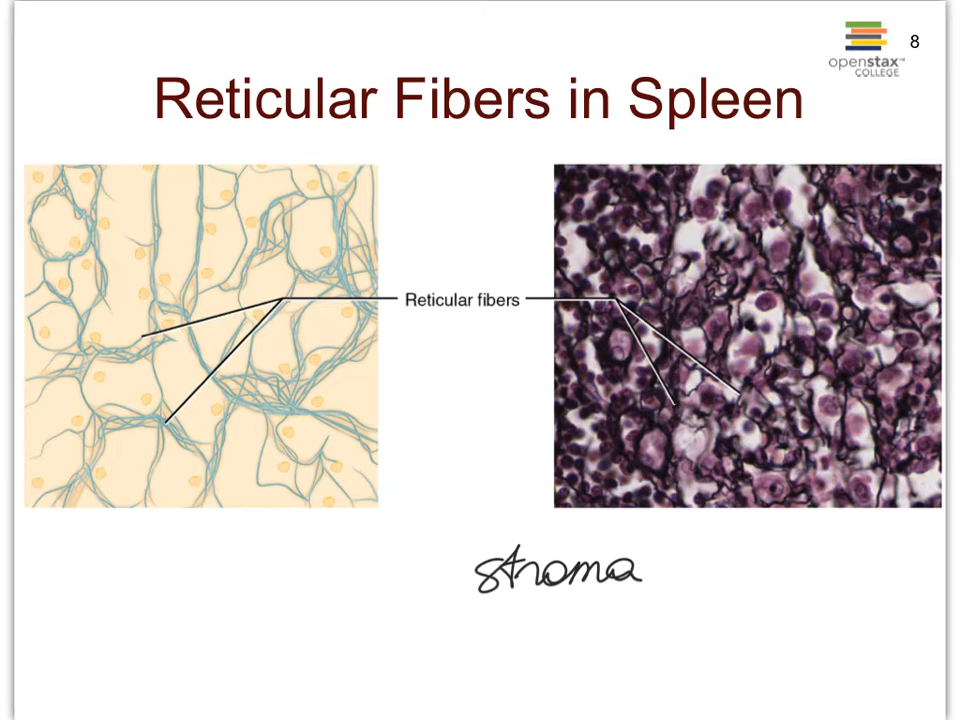 8
openstax™
COLLEGE
Reticular Fibers in Spleen
Reticular fibers
stroma